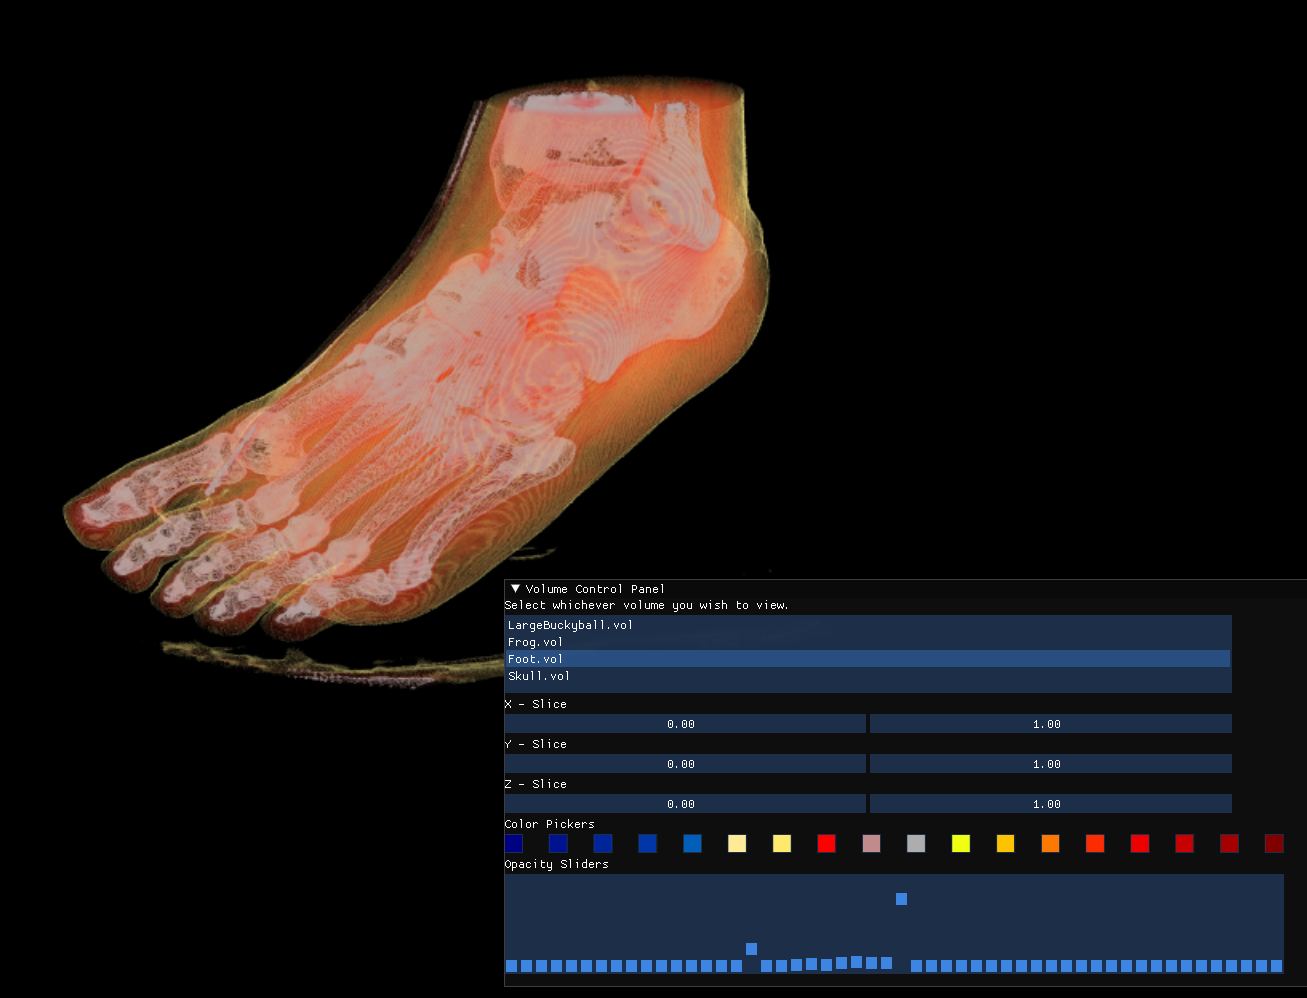 Volume Control Panel
Select whichever volume you wish to view.
LargeBuckyball.vol
Frog.vol
Foot.vol
Skull.vol
X - Slice
0.00 1.00
Y - Slice
0.00 1.00
Z - Slice
0.00 1.00
Color Pickers
Opacity Sliders